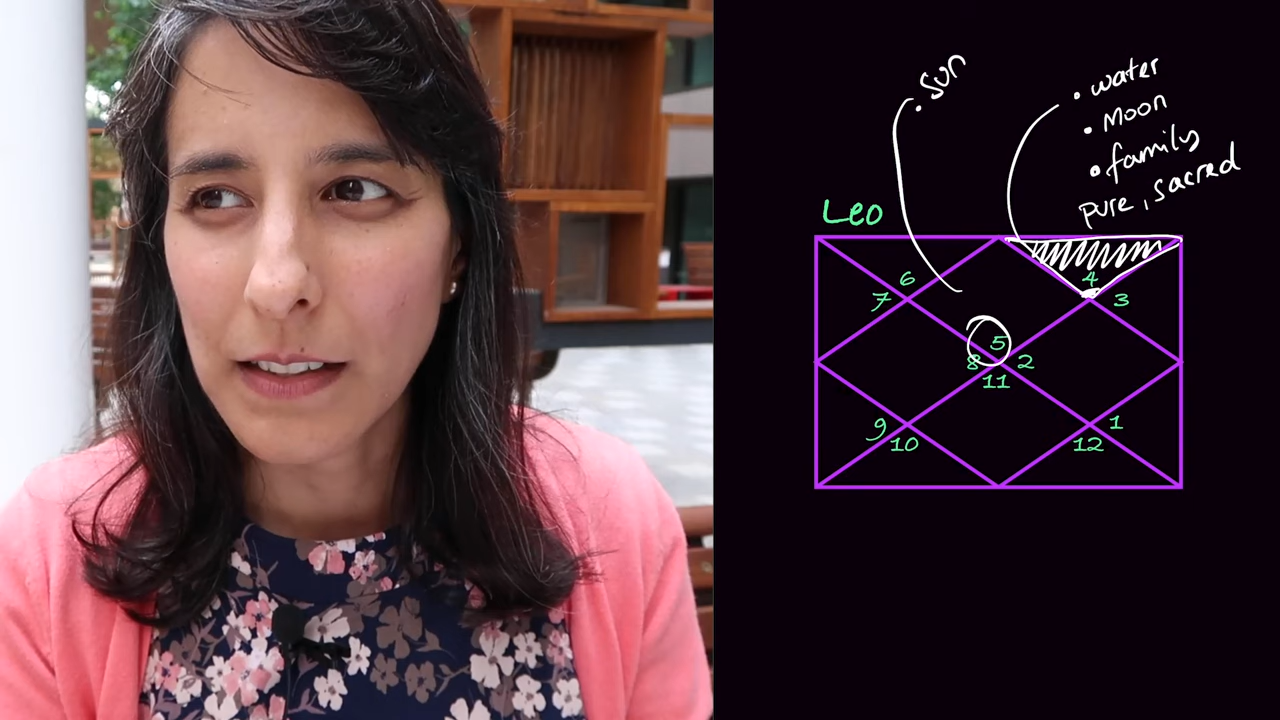 • Sun
• water
• Moon
• family
pure, sacred
Leo
6
7
4
3
5
8
2
11
9
10
1
12